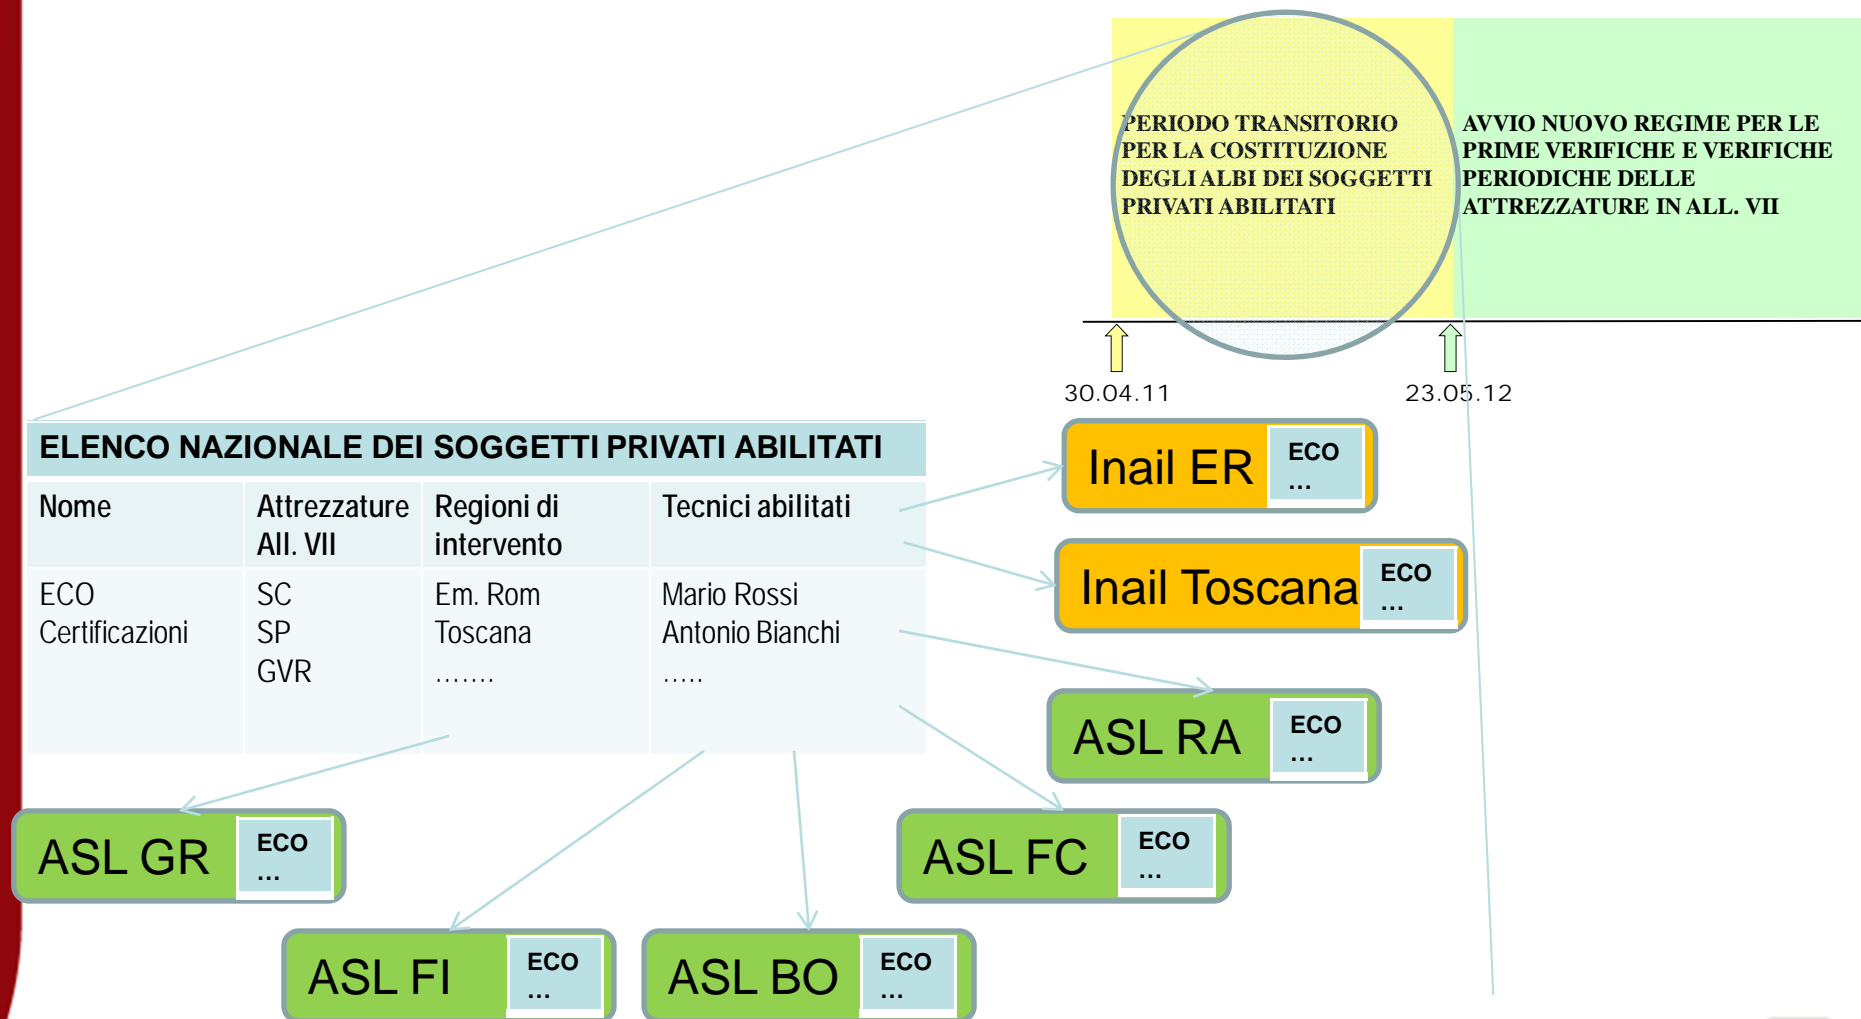 PERIODO TRANSITORIO
PER LA COSTITUZIONE
DEGLI ALBI DEI SOGGETTI
PRIVATI ABILITATI
AVVIO NUOVO REGIME PER LE
PRIME VERIFICHE E VERIFICHE
PERIODICHE DELLE
ATTREZZATURE IN ALL. VII
30.04.11
23.05.12
ELENCO NAZIONALE DEI SOGGETTI PRIVATI ABILITATI
Nome
Attrezzature
All. VII
Regioni di
intervento
Tecnici abilitati
ECO
Certificazioni
SC
SP
GVR
Em. Rom
Toscana
.......
Mario Rossi
Antonio Bianchi
.....
Inail ER
ECO
...
Inail Toscana
ECO
...
ASL RA
ECO
...
ASL GR
ECO
...
ASL FC
ECO
...
ASL FI
ECO
...
ASL BO
ECO
...